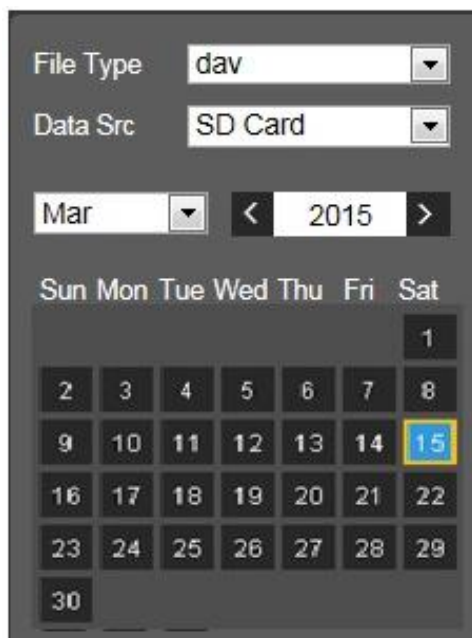 File Type dav
Data Src SD Card
Mar < 2015 >
Sun Mon Tue Wed Thu Fri Sat
1
2 3 4 5 6 7 8
9 10 11 12 13 14 15
16 17 18 19 20 21 22
23 24 25 26 27 28 29
30